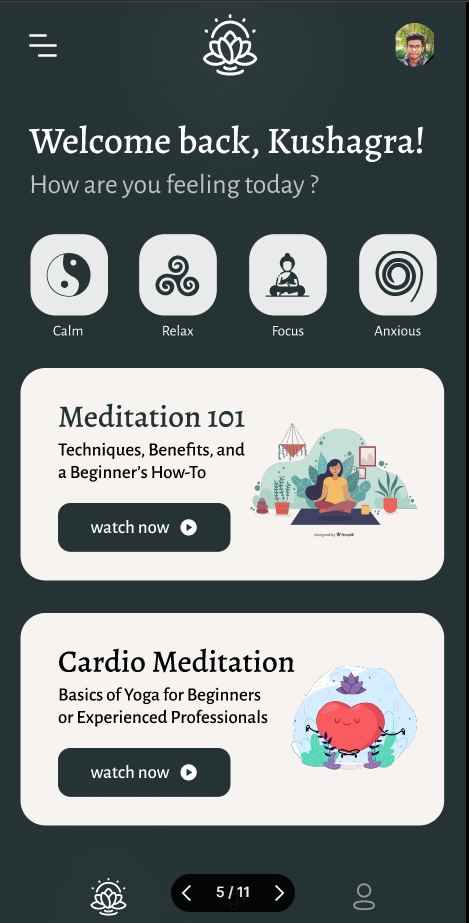 Welcome back, Kushagra!
How are you feeling today ?
Calm
Relax
Focus
Anxious
Meditation 101
Techniques, Benefits, and
a Beginner's How-To
watch now
designed by freepik
Cardio Meditation
Basics of Yoga for Beginners
or Experienced Professionals
watch now
5 / 11